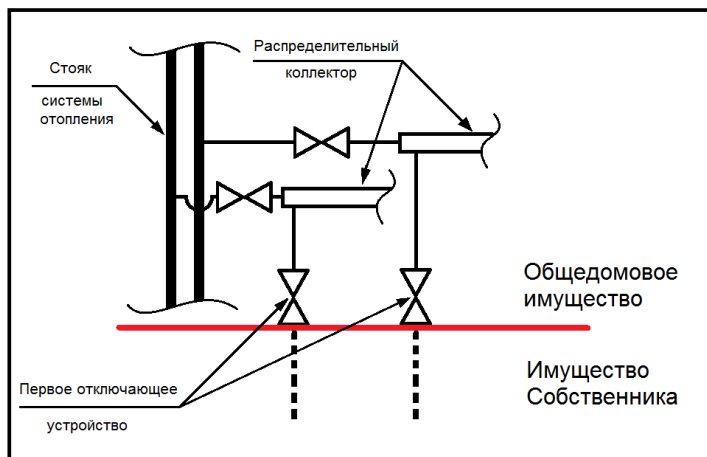 Распределительный
коллектор
Стояк
системы
отопления
Общедомовое
имущество
Имущество
Собственника
Первое отключающее
устройство